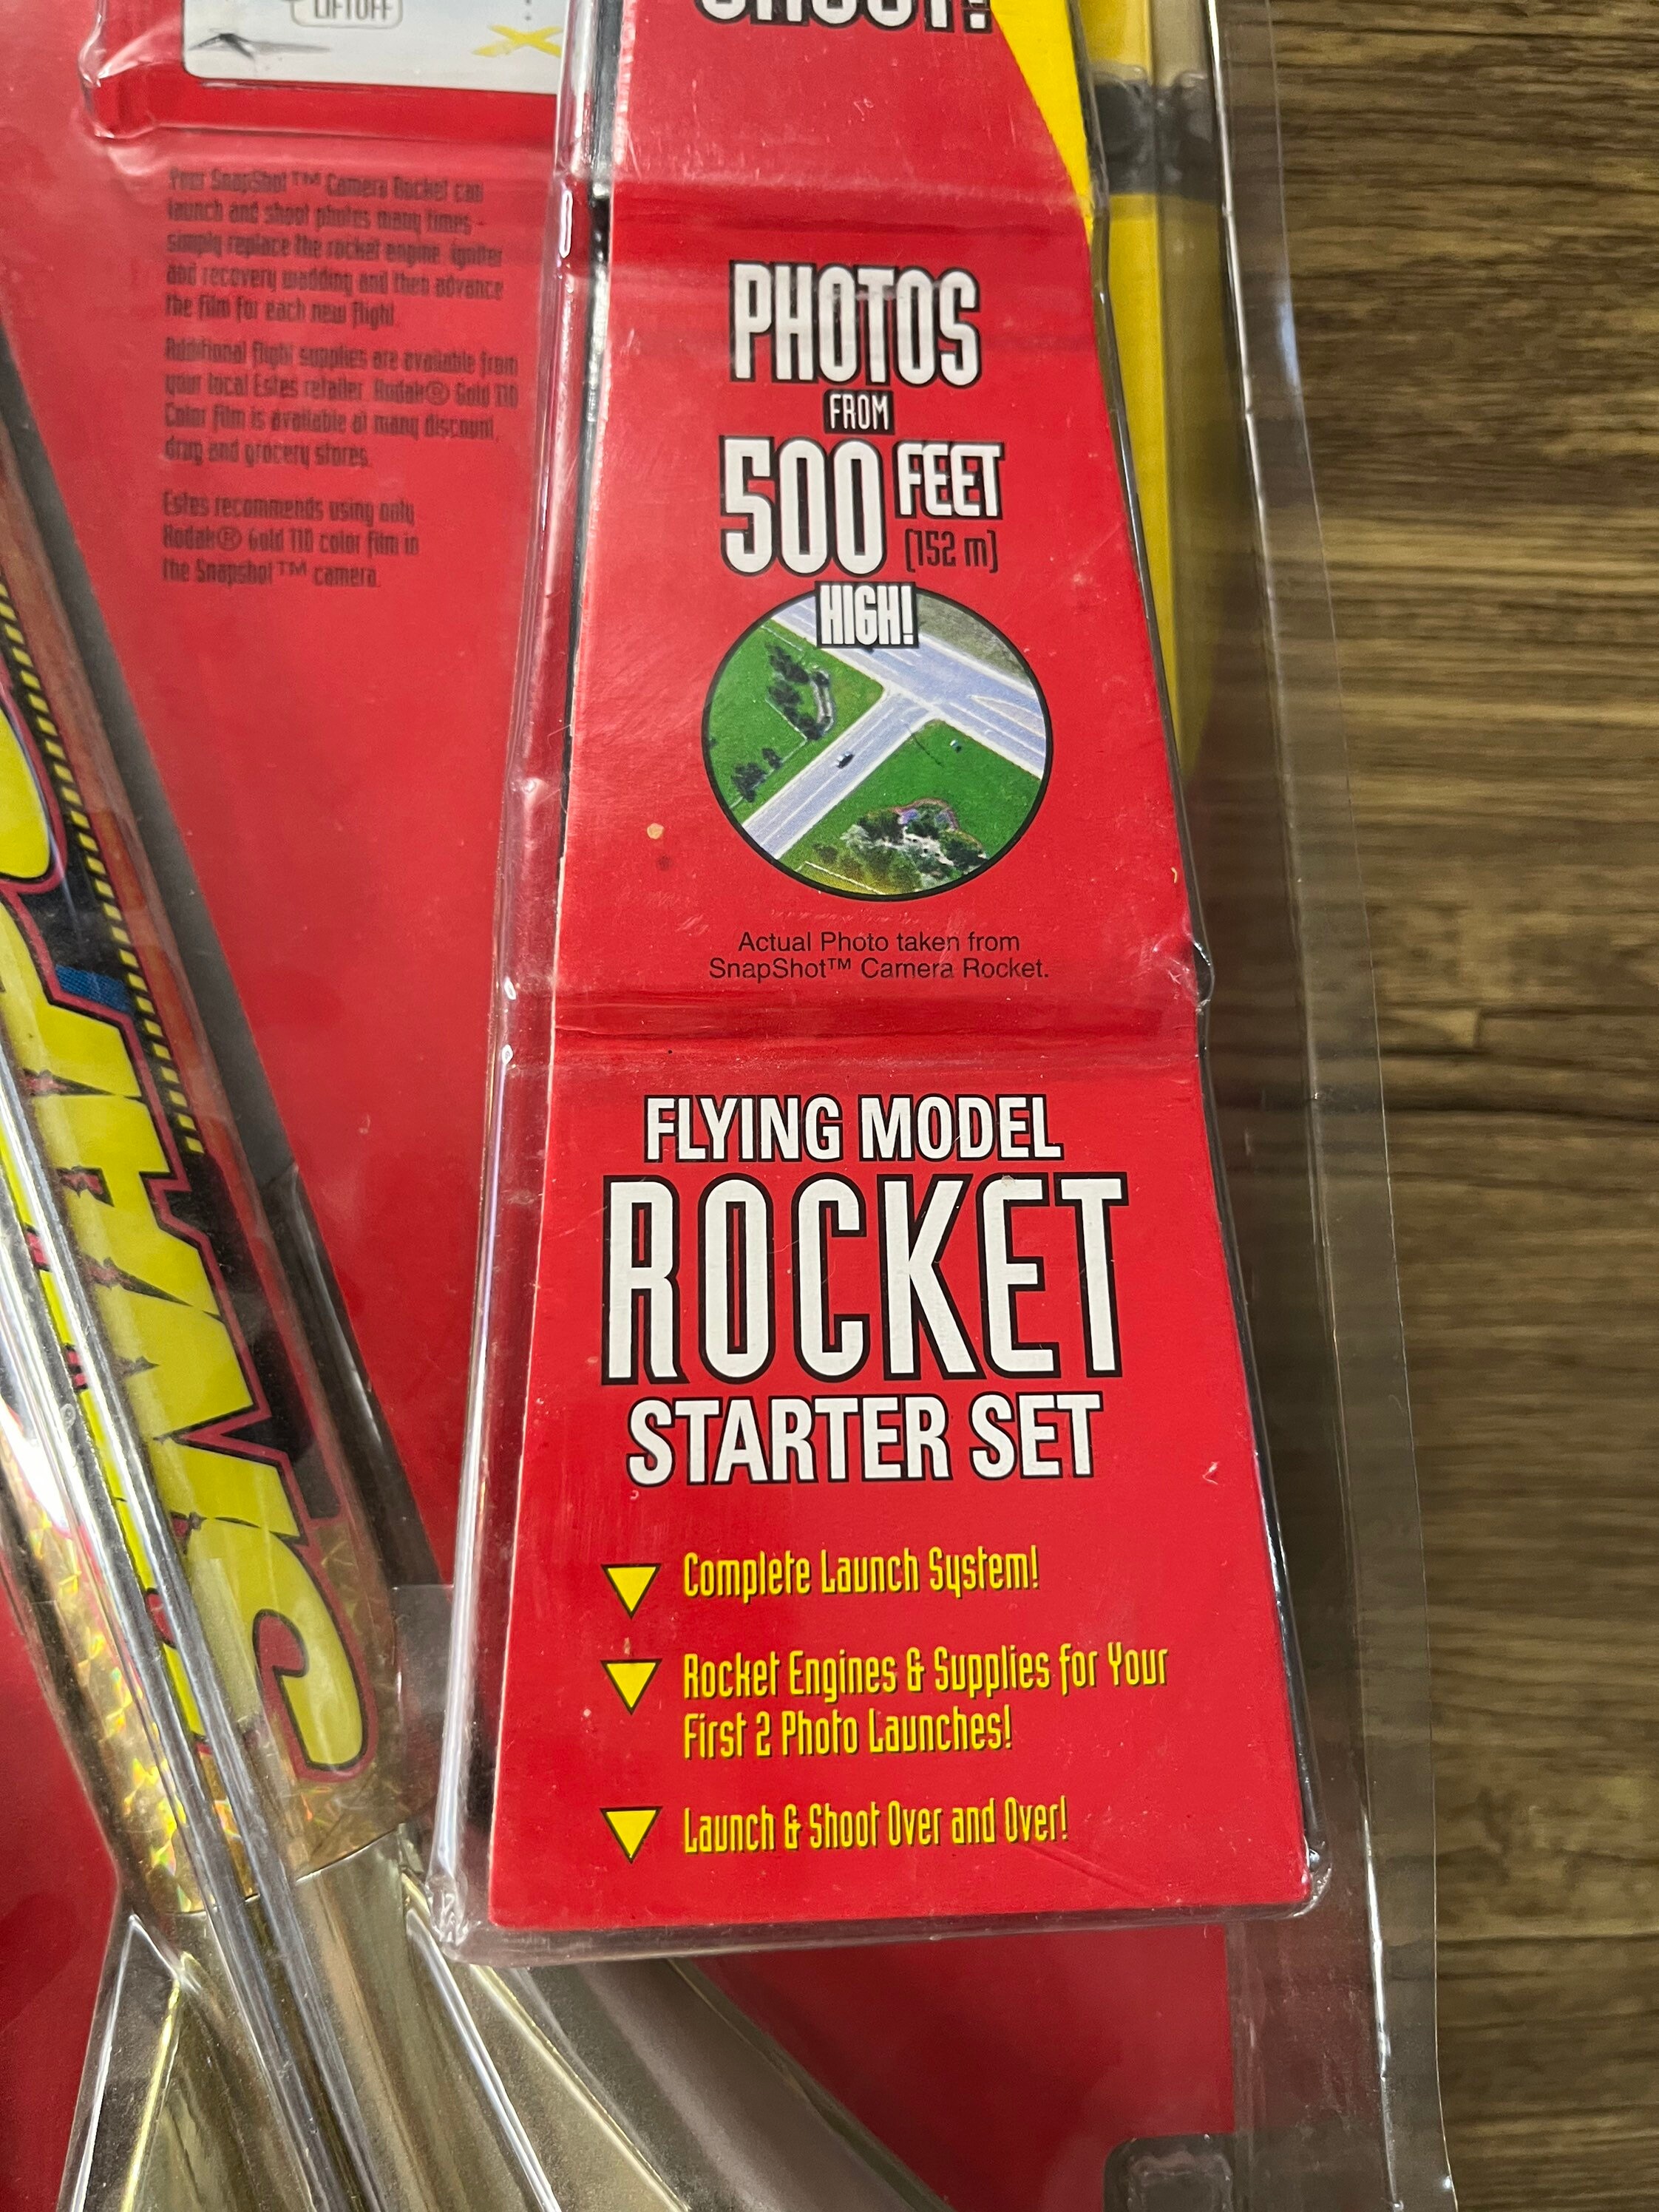 LIFTOFF
SHOOT!
Your SnapShot™ Camera Rocket can
launch and shoot photos many times -
simply replace the rocket engine, igniter
and recovery wadding and then advance
the film for each new flight.
Additional flight supplies are available from
your local Estes retailer. Kodak® Gold 110
Color film is available at many discount,
drug and grocery stores.
Estes recommends using only
Kodak® Gold 110 color film in
the Snapshot™ camera.
PHOTOS
FROM
500 FEET
(152 m)
HIGH!
Actual Photo taken from
SnapShot™ Camera Rocket.
FLYING MODEL
ROCKET
STARTER SET
Complete Launch System!
Rocket Engines & Supplies for Your
First 2 Photo Launches!
Launch & Shoot Over and Over!